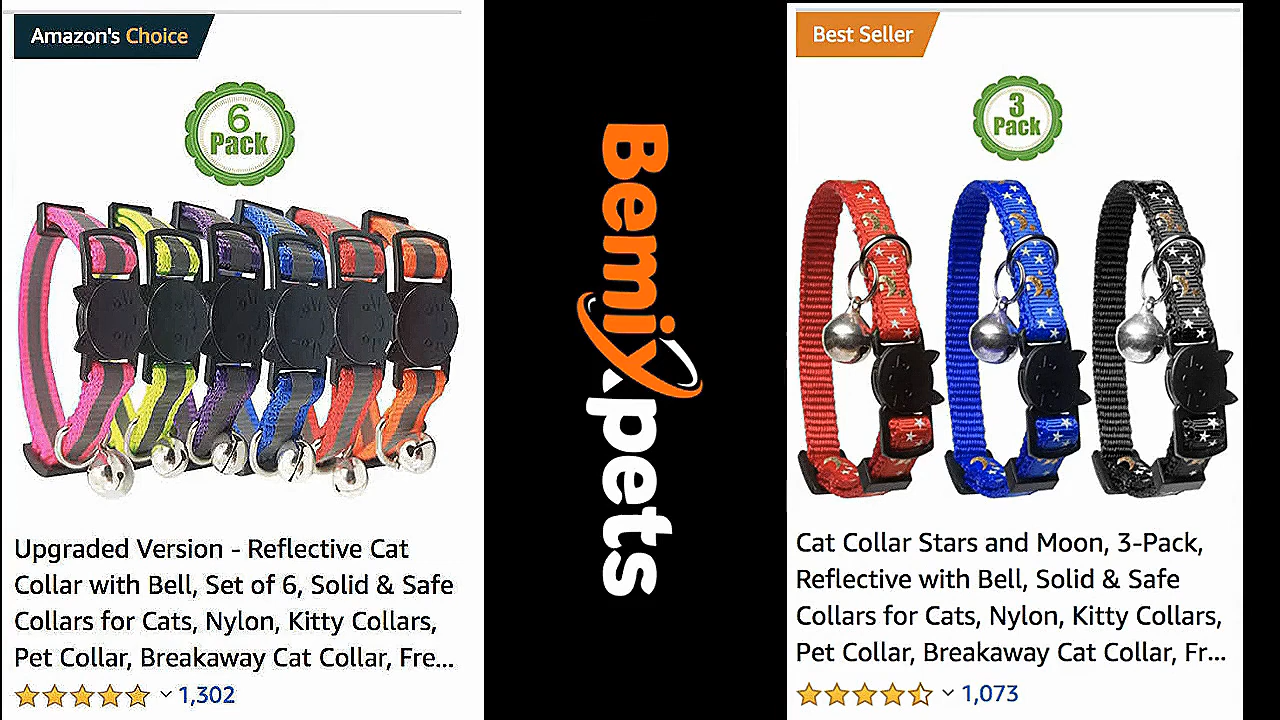 Amazon's Choice
6
Pack
Upgraded Version - Reflective Cat
Collar with Bell, Set of 6, Solid & Safe
Collars for Cats, Nylon, Kitty Collars,
Pet Collar, Breakaway Cat Collar, Fre...
1,302
Bemixpets
Best Seller
3
Pack
Cat Collar Stars and Moon, 3-Pack,
Reflective with Bell, Solid & Safe
Collars for Cats, Nylon, Kitty Collars,
Pet Collar, Breakaway Cat Collar, Fr...
1,073